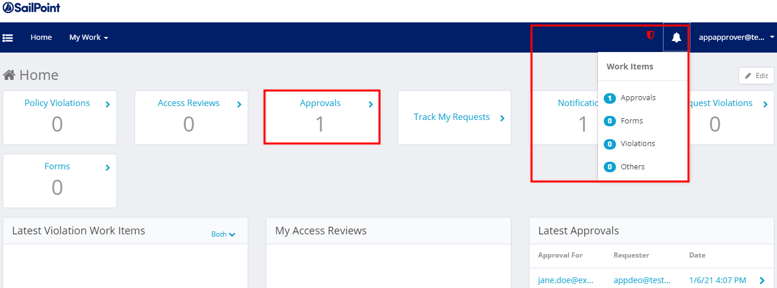 SailPoint
Home
My Work
appapprover@te...
Home
Work Items
Edit
Policy Violations
0
Access Reviews
0
Approvals
1
Track My Requests
Notificatio
1
quest Violations
0
1 Approvals
0 Forms
0 Violations
0 Others
Forms
0
Latest Violation Work Items
Both
My Access Reviews
Latest Approvals
Approval For Requester Date
jane.doe@ex... appdeo@test... 1/6/21 4:07 PM